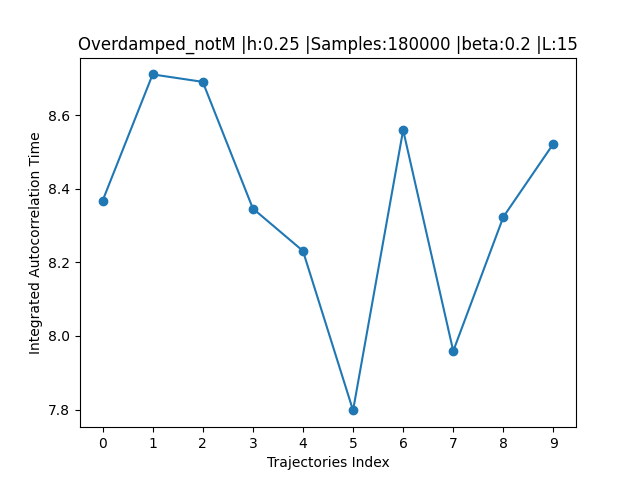 Overdamped_notM |h:0.25 |Samples:180000 |beta:0.2 |L:15
Integrated Autocorrelation Time
8.6
8.4
8.2
8.0
7.8
0 1 2 3 4 5 6 7 8 9
Trajectories Index